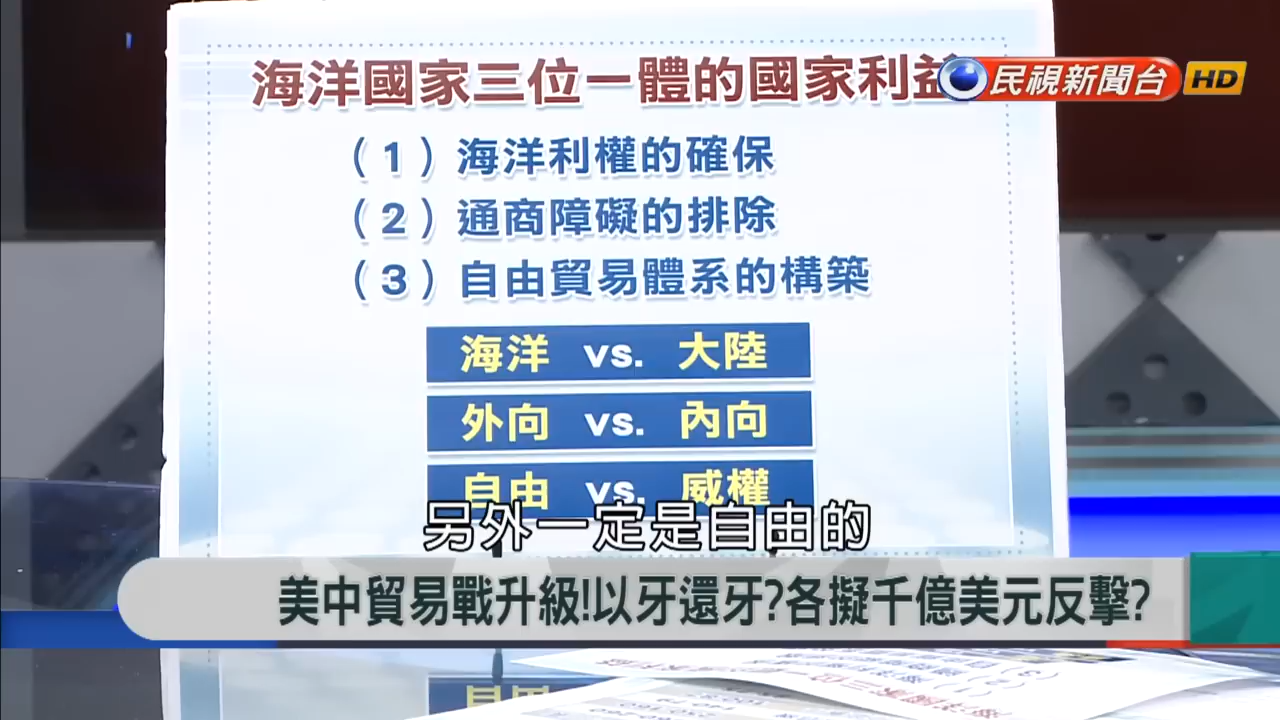 海洋國家三位一體的國家利益
民視新聞台 HD
（1）海洋利權的確保
（2）通商障礙的排除
（3）自由貿易體系的構築
海洋 vs. 大陸
外向 vs. 內向
自由 vs. 威權
另外一定是自由的
美中貿易戰升級!以牙還牙?各擬千億美元反擊?